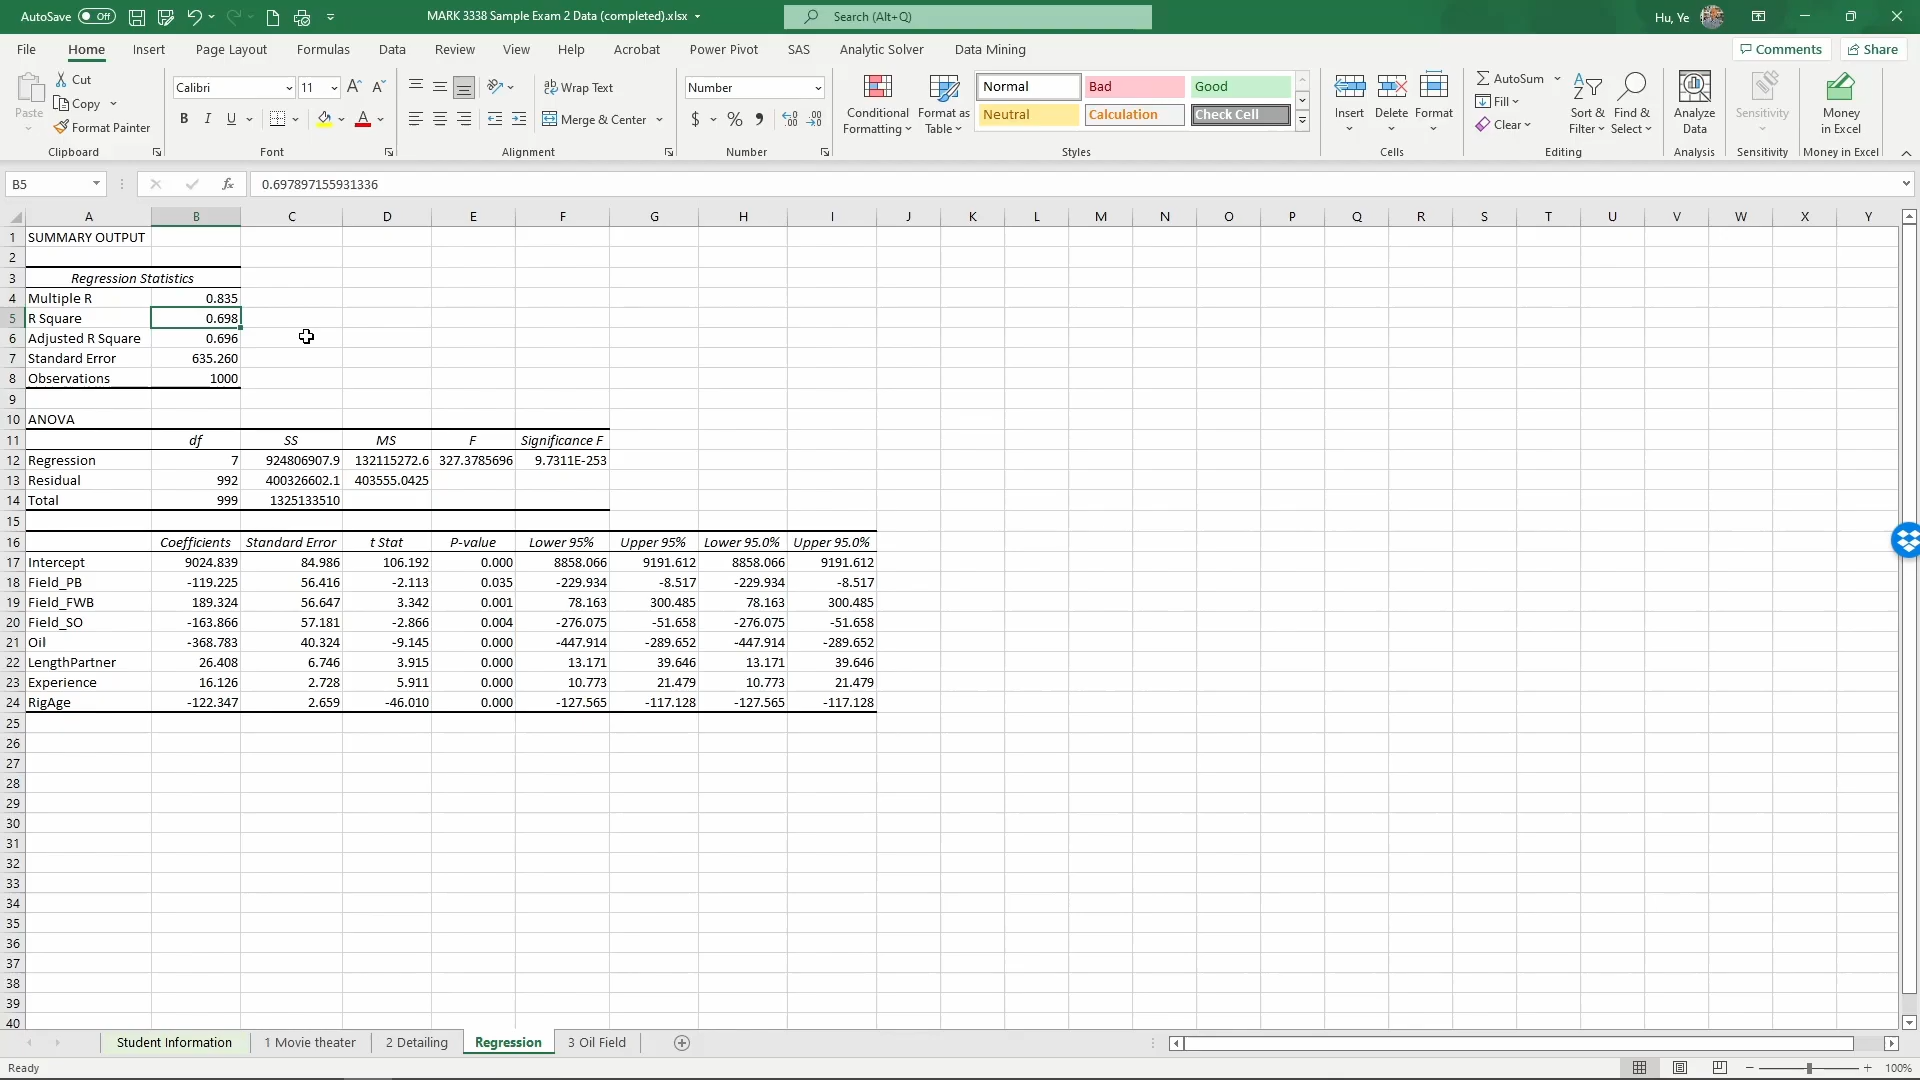 AutoSave Off MARK 3338 Sample Exam 2 Data (completed).xlsx Search (Alt+Q) Hu, Ye
File Home Insert Page Layout Formulas Data Review View Help Acrobat Power Pivot SAS Analytic Solver Data Mining Comments Share
Paste
Cut
Copy
Format Painter
Clipboard
Calibri 11
B I U
Font
Wrap Text
Merge & Center
Alignment
Number
$ % 9
Number
Conditional Formatting
Format as Table
Normal Bad Good
Neutral Calculation Check Cell
Styles
Insert Delete Format
Cells
AutoSum
Fill
Clear
Sort & Filter
Find & Select
Editing
Analyze Data
Analysis
Sensitivity
Sensitivity
Money in Excel
Money in Excel
B5 fx 0.697897155931336
A B C D E F G H I J K L M N O P Q R S T U V W X Y
1 SUMMARY OUTPUT
2
3 Regression Statistics
4 Multiple R 0.835
5 R Square 0.698
6 Adjusted R Square 0.696
7 Standard Error 635.260
8 Observations 1000
9
10 ANOVA
11 df SS MS F Significance F
12 Regression 7 924806907.9 132115272.6 327.3785696 9.7311E-253
13 Residual 992 400326602.1 403555.0425
14 Total 999 1325133510
15
16 Coefficients Standard Error t Stat P-value Lower 95% Upper 95% Lower 95.0% Upper 95.0%
17 Intercept 9024.839 84.986 106.192 0.000 8858.066 9191.612 8858.066 9191.612
18 Field_PB -119.225 56.416 -2.113 0.035 -229.934 -8.517 -229.934 -8.517
19 Field_FWB 189.324 56.647 3.342 0.001 78.163 300.485 78.163 300.485
20 Field_SO -163.866 57.181 -2.866 0.004 -276.075 -51.658 -276.075 -51.658
21 Oil -368.783 40.324 -9.145 0.000 -447.914 -289.652 -447.914 -289.652
22 LengthPartner 26.408 6.746 3.915 0.000 13.171 39.646 13.171 39.646
23 Experience 16.126 2.728 5.911 0.000 10.773 21.479 10.773 21.479
24 RigAge -122.347 2.659 -46.010 0.000 -127.565 -117.128 -127.565 -117.128
25
26
27
28
29
30
31
32
33
34
35
36
37
38
39
40
Student Information 1 Movie theater 2 Detailing Regression 3 Oil Field
Ready 100%